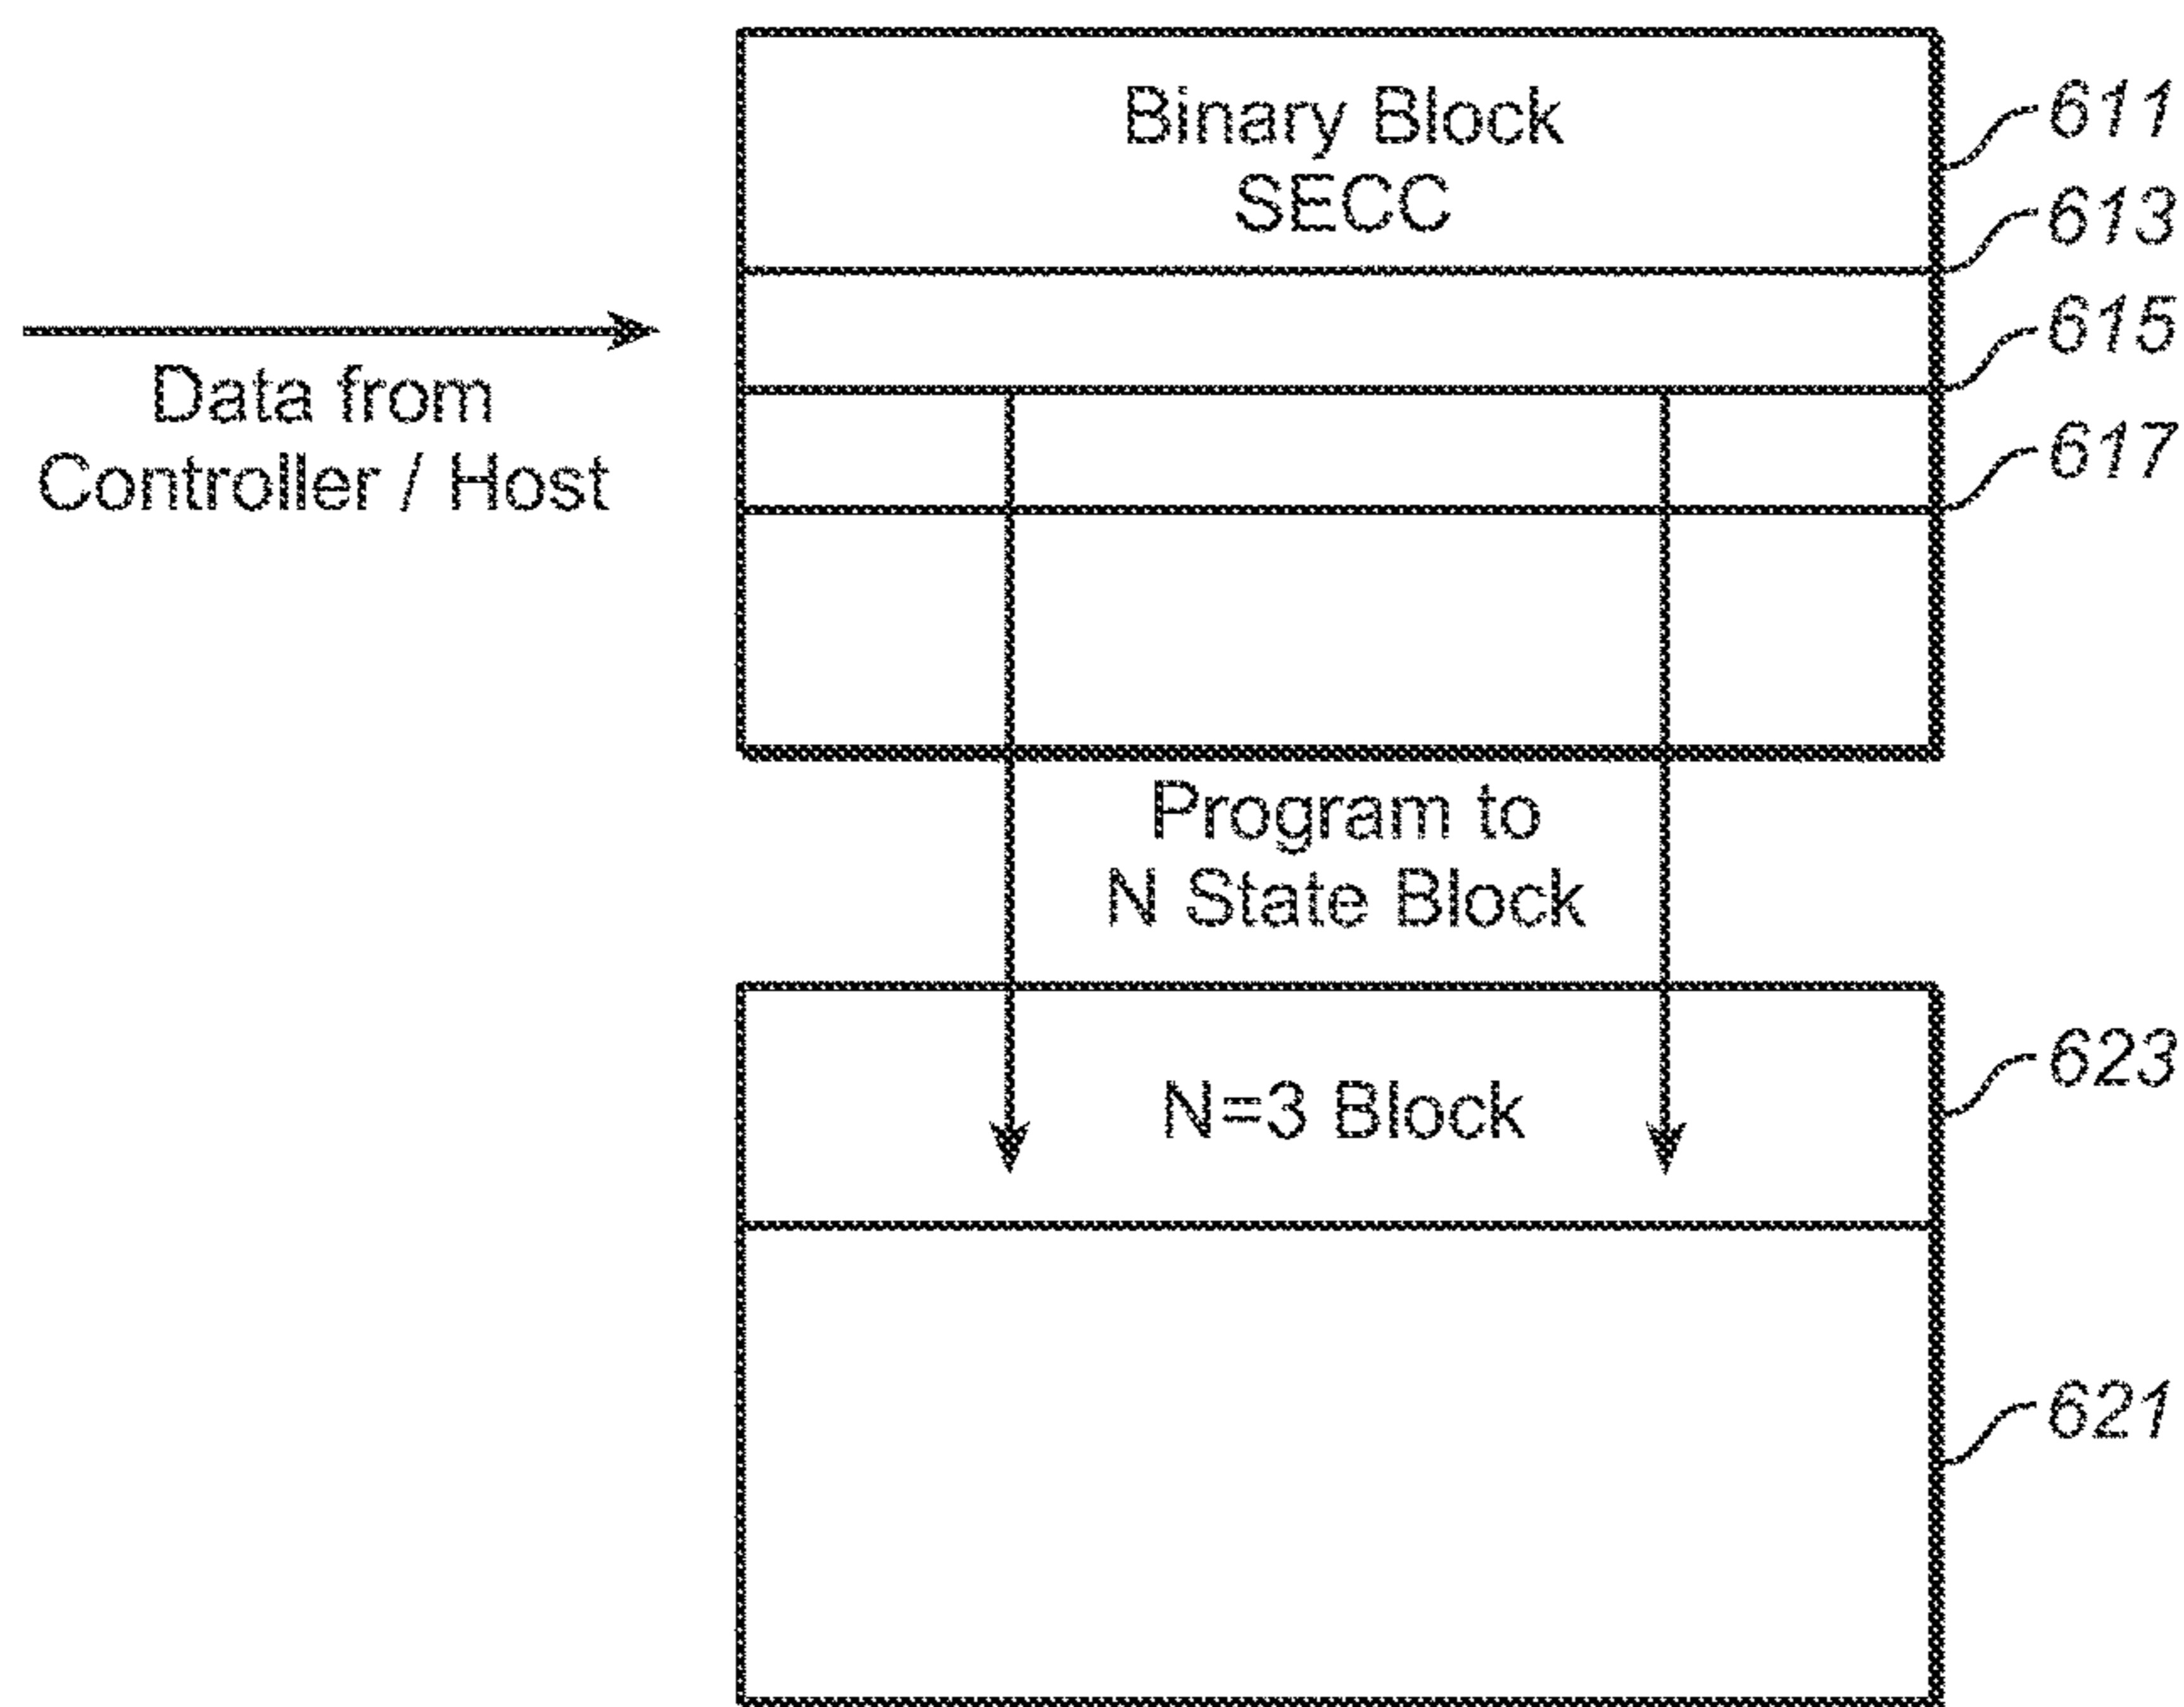 Binary Block
SECC
611
613
615
617
Data from
Controller / Host
Program to
N State Block
N=3 Block
623
621